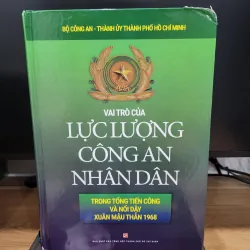 BỘ CÔNG AN - THÀNH ỦY THÀNH PHỐ HỒ CHÍ MINH
VAI TRÒ CỦA
LỰC LƯỢNG
CÔNG AN
NHÂN DÂN
TRONG TỔNG TIẾN CÔNG
VÀ NỔI DẬY
XUÂN MẬU THÂN 1968